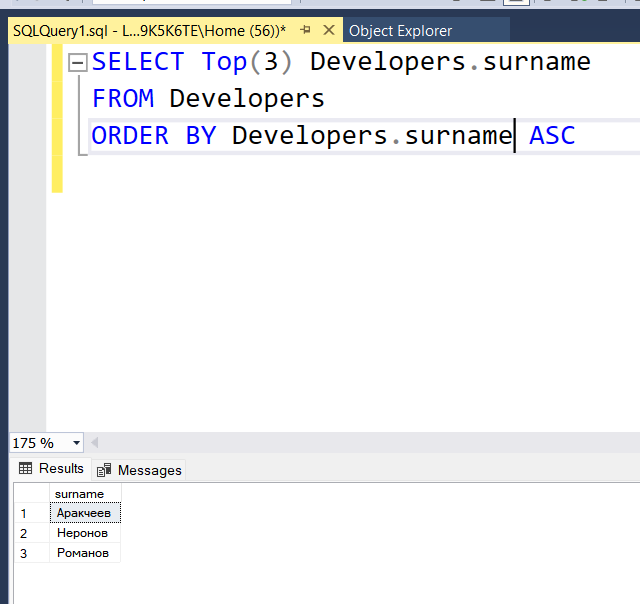 SQLQuery1.sql - L...9K5K6TE\Home (56))* Object Explorer
SELECT Top(3) Developers.surname
FROM Developers
ORDER BY Developers.surname ASC
175 %
Results Messages
surname
1 Аракчеев
2 Неронов
3 Романов